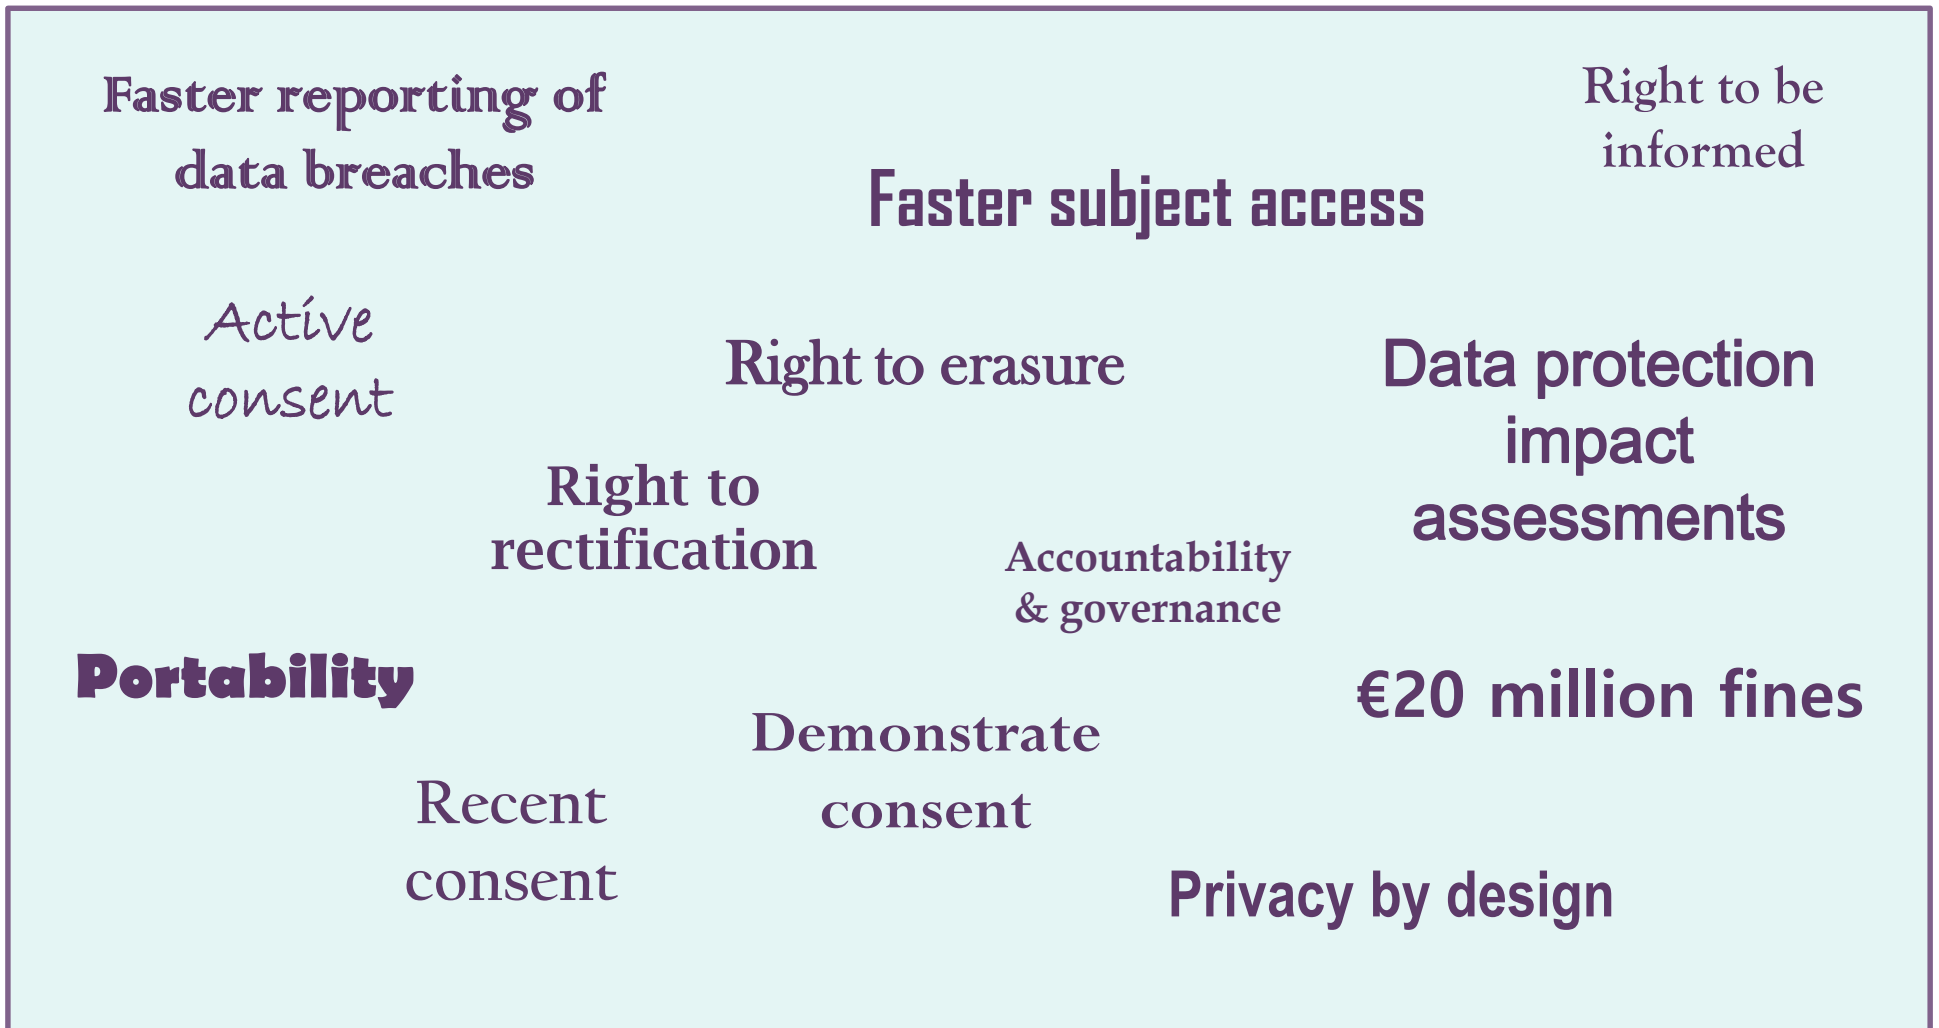 Faster reporting of
data breaches
Right to be
informed
Faster subject access
Active
consent
Right to erasure
Data protection
impact
assessments
Right to
rectification
Accountability
& governance
Portability
€20 million fines
Demonstrate
consent
Recent
consent
Privacy by design